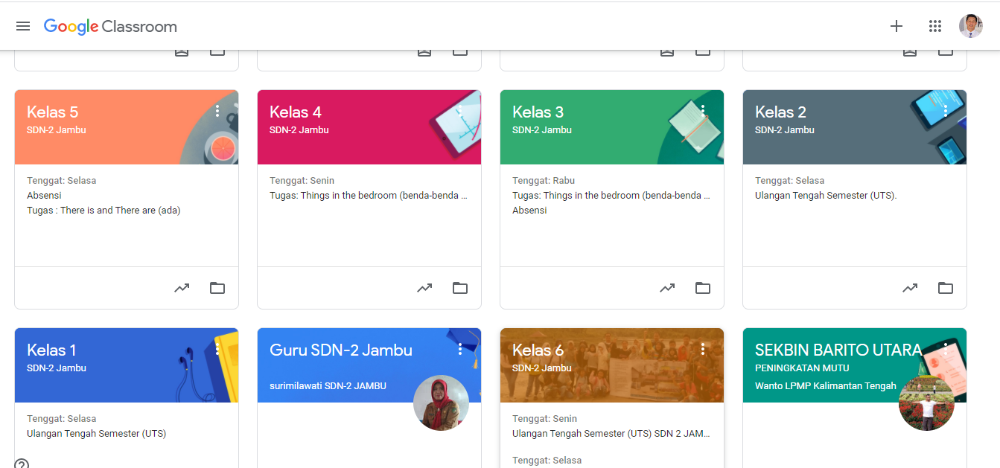 Google Classroom
Kelas 5
SDN-2 Jambu
Tenggat: Selasa
Absensi
Tugas : There is and There are (ada)
Kelas 4
SDN-2 Jambu
Tenggat: Senin
Tugas: Things in the bedroom (benda-benda ...
Kelas 3
SDN-2 Jambu
Tenggat: Rabu
Tugas: Things in the bedroom (benda-benda ...
Absensi
Kelas 2
SDN-2 Jambu
Tenggat: Selasa
Ulangan Tengah Semester (UTS).
Kelas 1
SDN-2 Jambu
Tenggat: Selasa
Ulangan Tengah Semester (UTS)
Guru SDN-2 Jambu
surimilawati SDN-2 JAMBU
Kelas 6
SDN-2 Jambu
Tenggat: Senin
Ulangan Tengah Semester (UTS) SDN 2 JAM...
Tenggat: Selasa
SEKBIN BARITO UTARA
PENINGKATAN MUTU
Wanto LPMP Kalimantan Tengah